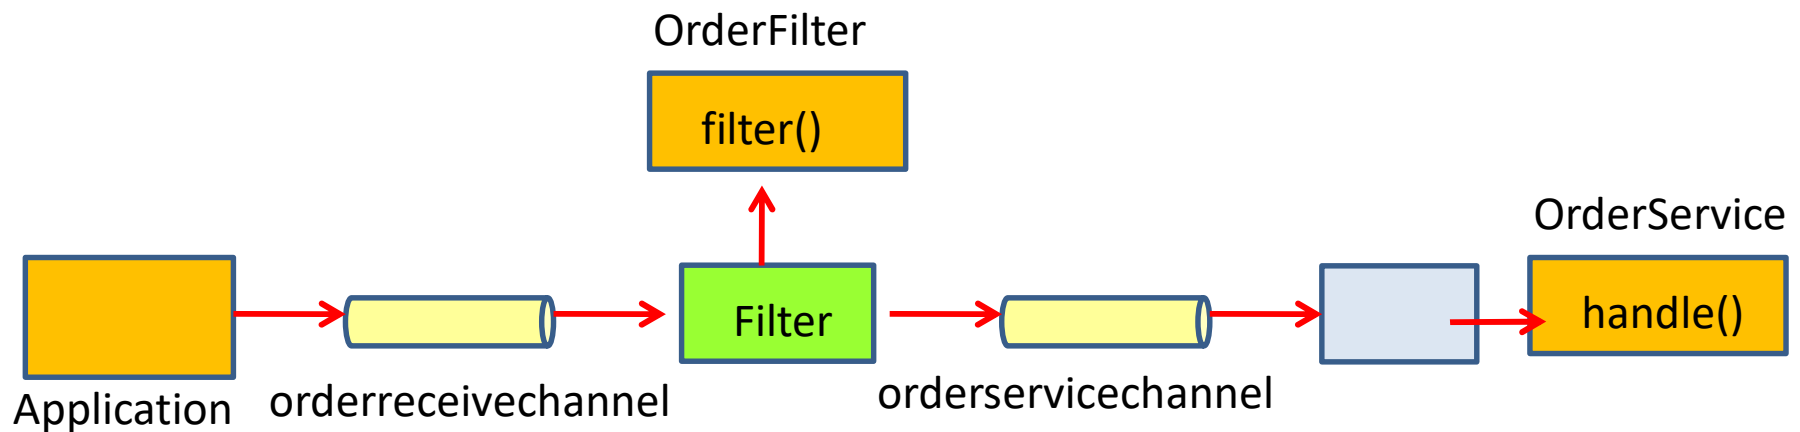 OrderFilter
filter()
OrderService
Filter
handle()
Application
orderreceivechannel
orderservicechannel